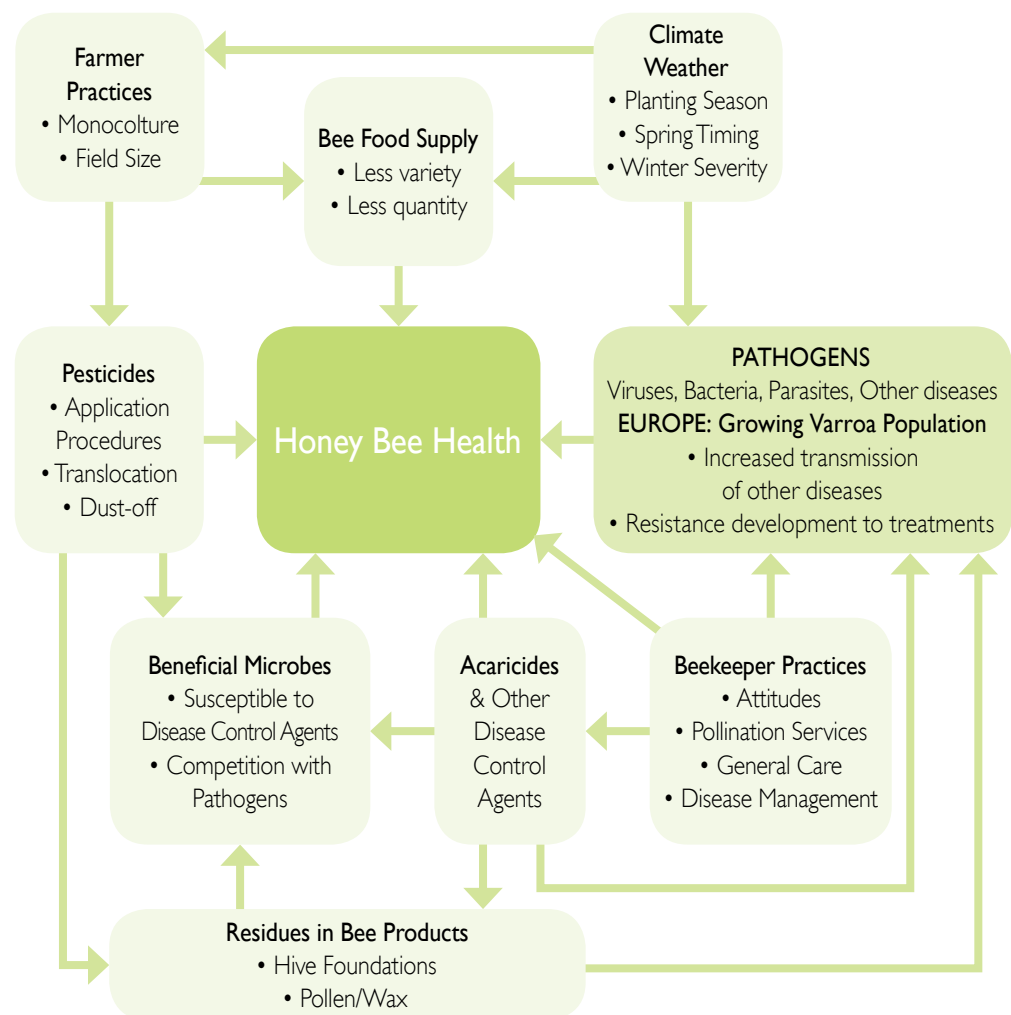 Farmer
Practices
• Monocolture
• Field Size
Climate
Weather
• Planting Season
• Spring Timing
• Winter Severity
Bee Food Supply
• Less variety
• Less quantity
Pesticides
• Application
Procedures
• Translocation
• Dust-off
Honey Bee Health
PATHOGENS
Viruses, Bacteria, Parasites, Other diseases
EUROPE: Growing Varroa Population
• Increased transmission
of other diseases
• Resistance development to treatments
Beneficial Microbes
• Susceptible to
Disease Control Agents
• Competition with
Pathogens
Acaricides
& Other
Disease
Control
Agents
Beekeeper Practices
• Attitudes
• Pollination Services
• General Care
• Disease Management
Residues in Bee Products
• Hive Foundations
• Pollen/Wax